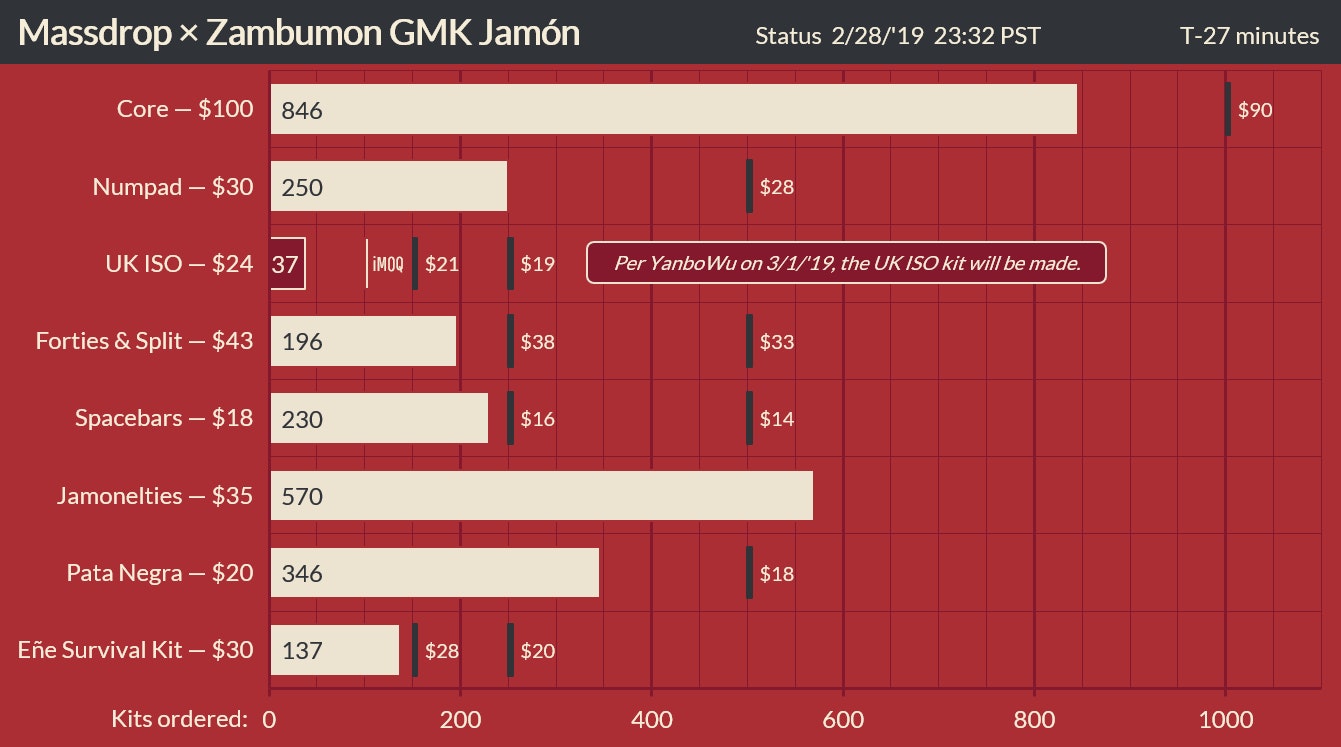 Massdrop × Zambumon GMK Jamón Status 2/28/'19 23:32 PST T-27 minutes
Core — $100 846 $90
Numpad — $30 250 $28
UK ISO — $24 37 iMOQ $21 $19 Per YanboWu on 3/1/'19, the UK ISO kit will be made.
Forties & Split — $43 196 $38 $33
Spacebars — $18 230 $16 $14
Jamonelties — $35 570
Pata Negra — $20 346 $18
Eñe Survival Kit — $30 137 $28 $20
Kits ordered: 0 200 400 600 800 1000